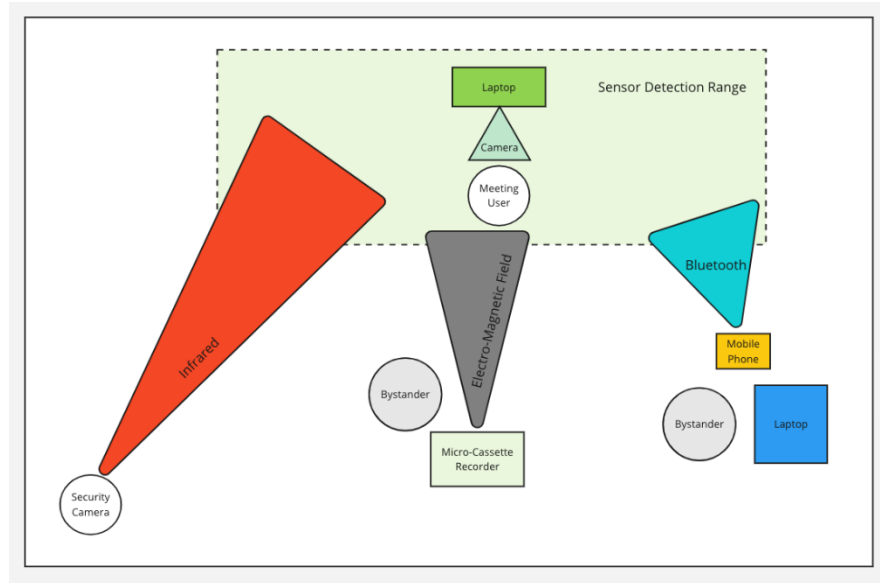 Laptop
Sensor Detection Range
Camera
Meeting
User
Bluetooth
Electro-Magnetic Field
Infrared
Mobile
Phone
Bystander
Bystander
Laptop
Micro-Cassette
Recorder
Security
Camera